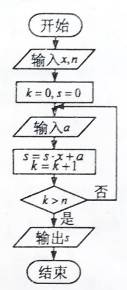 开始
输入x,n
k=0,s=0
输入a
s=s·x+a
k=k+1
k>n
否
是
输出s
结束